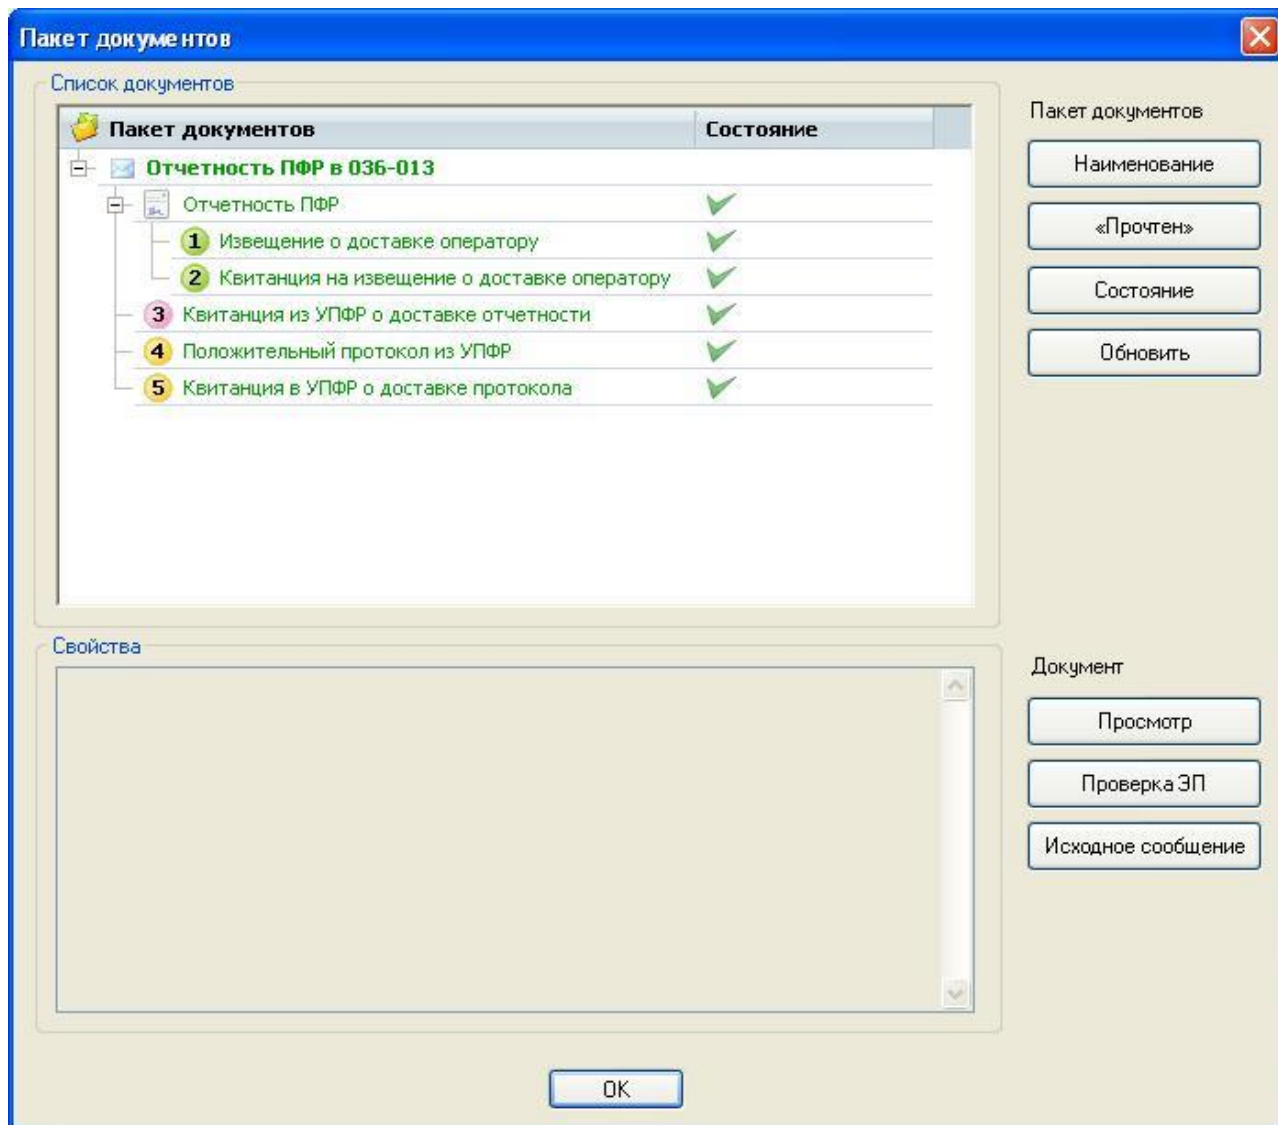 Пакет документов
Список документов
Пакет документов Состояние
Отчетность ПФР в 036-013
Отчетность ПФР
1 Извещение о доставке оператору
2 Квитанция на извещение о доставке оператору
3 Квитанция из УПФР о доставке отчетности
4 Положительный протокол из УПФР
5 Квитанция в УПФР о доставке протокола
Пакет документов
Наименование
«Прочтен»
Состояние
Обновить
Свойства
Документ
Просмотр
Проверка ЭП
Исходное сообщение
OK